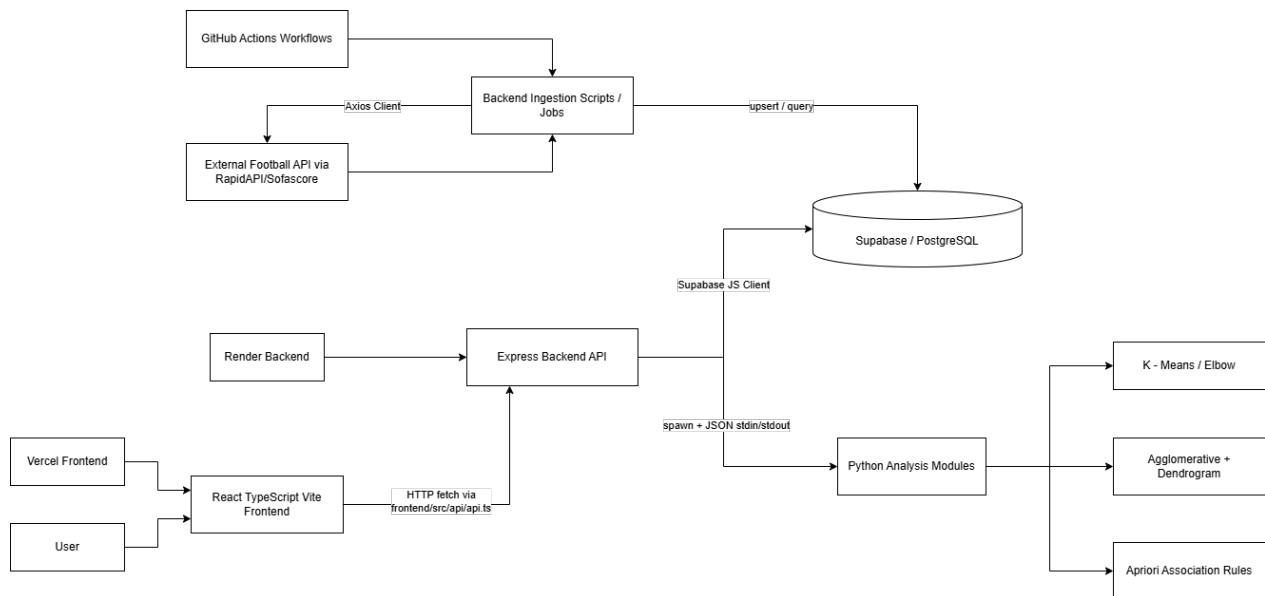 GitHub Actions Workflows
Backend Ingestion Scripts /
Jobs
Axios Client
upsert / query
External Football API via
RapidAPI/Sofascore
Supabase / PostgreSQL
Supabase JS Client
Render Backend
Express Backend API
K - Means / Elbow
spawn + JSON stdin/stdout
Vercel Frontend
Python Analysis Modules
Agglomerative +
Dendrogram
React TypeScript Vite
Frontend
HTTP fetch via
frontend/src/api/api.ts
User
Apriori Association Rules